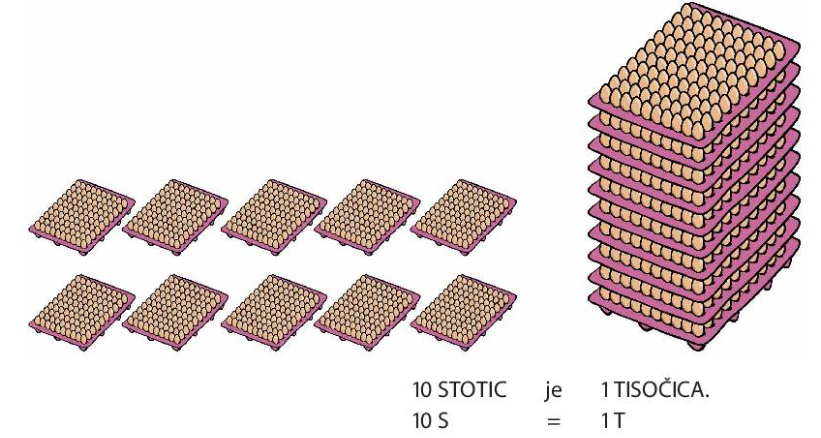 10 STOTIC je 1 TISOČICA.
10 S = 1 T